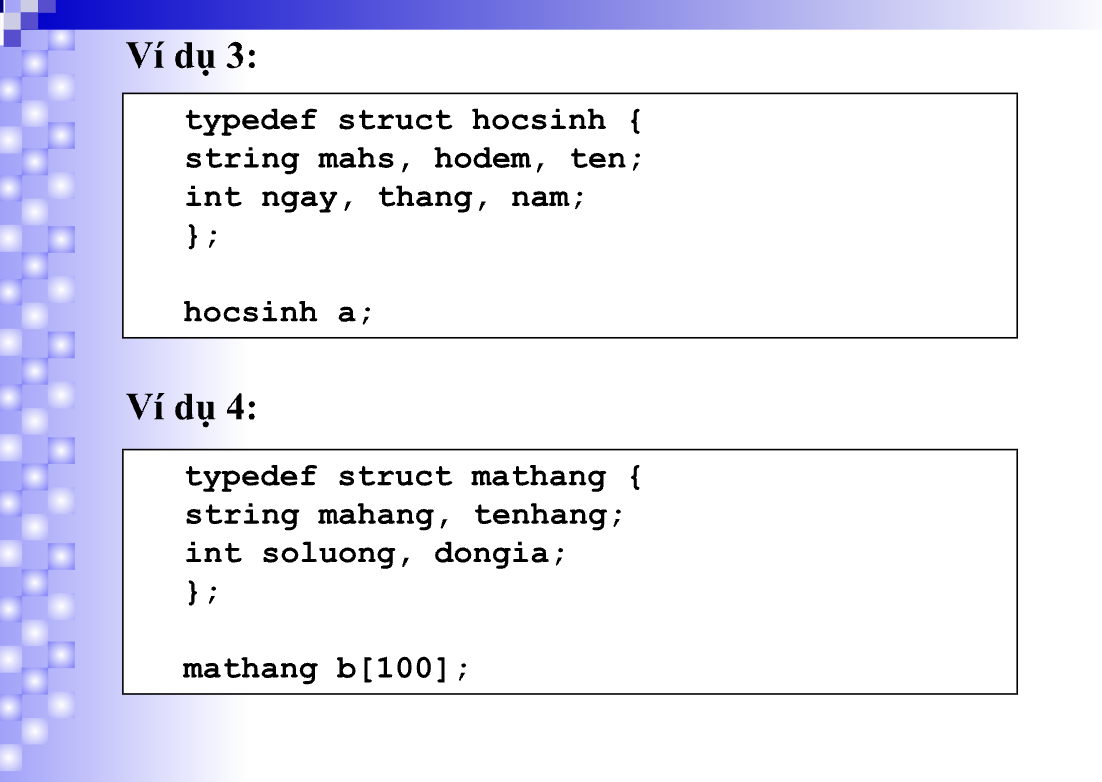 Ví dụ 3:
typedef struct hocsinh {
string mahs, hodem, ten;
int ngay, thang, nam;
};
hocsinh a;
Ví dụ 4:
typedef struct mathang {
string mahang, tenhang;
int soluong, dongia;
};
mathang b[100];